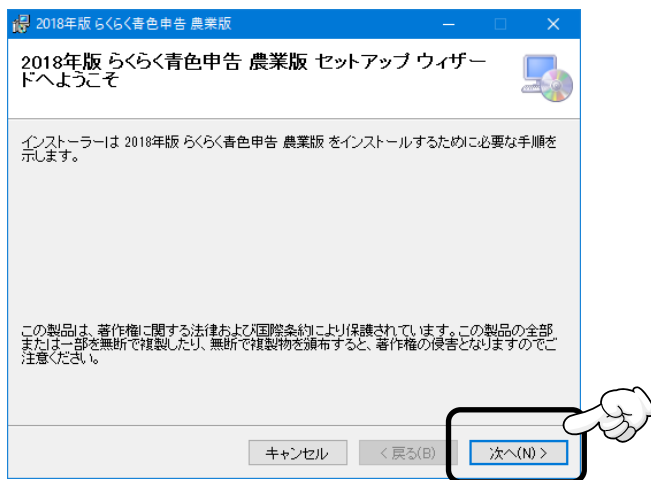 2018年版 らくらく青色申告 農業版
2018年版 らくらく青色申告 農業版 セットアップ ウィザー
ドへようこそ
インストーラーは 2018年版 らくらく青色申告 農業版 をインストールするために必要な手順を
示します。
この製品は、著作権に関する法律および国際条約により保護されています。この製品の全部
または一部を無断で複製したり、無断で複製物を頒布すると、著作権の侵害となりますのでご
注意ください。
キャンセル
< 戻る(B)
次へ(N) >